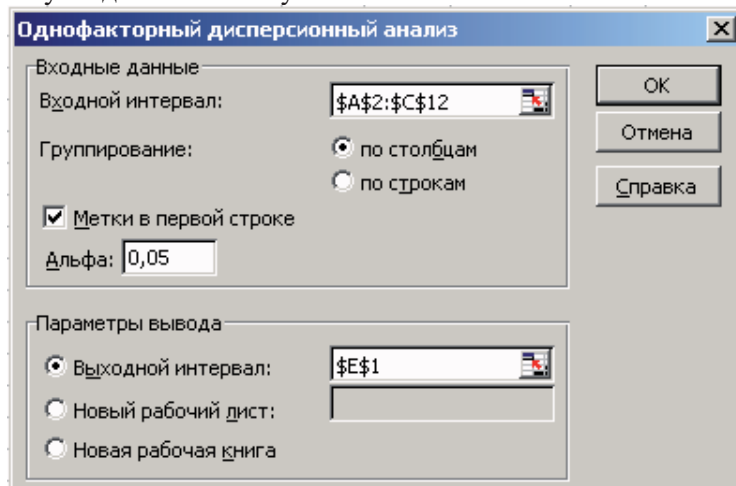 Однофакторный дисперсионный анализ
Входные данные
Входной интервал: $A$2:$C$12
Группирование: по столбцам
по строкам
Метки в первой строке
Альфа: 0,05
ОК
Отмена
Справка
Параметры вывода
Выходной интервал: $E$1
Новый рабочий лист:
Новая рабочая книга